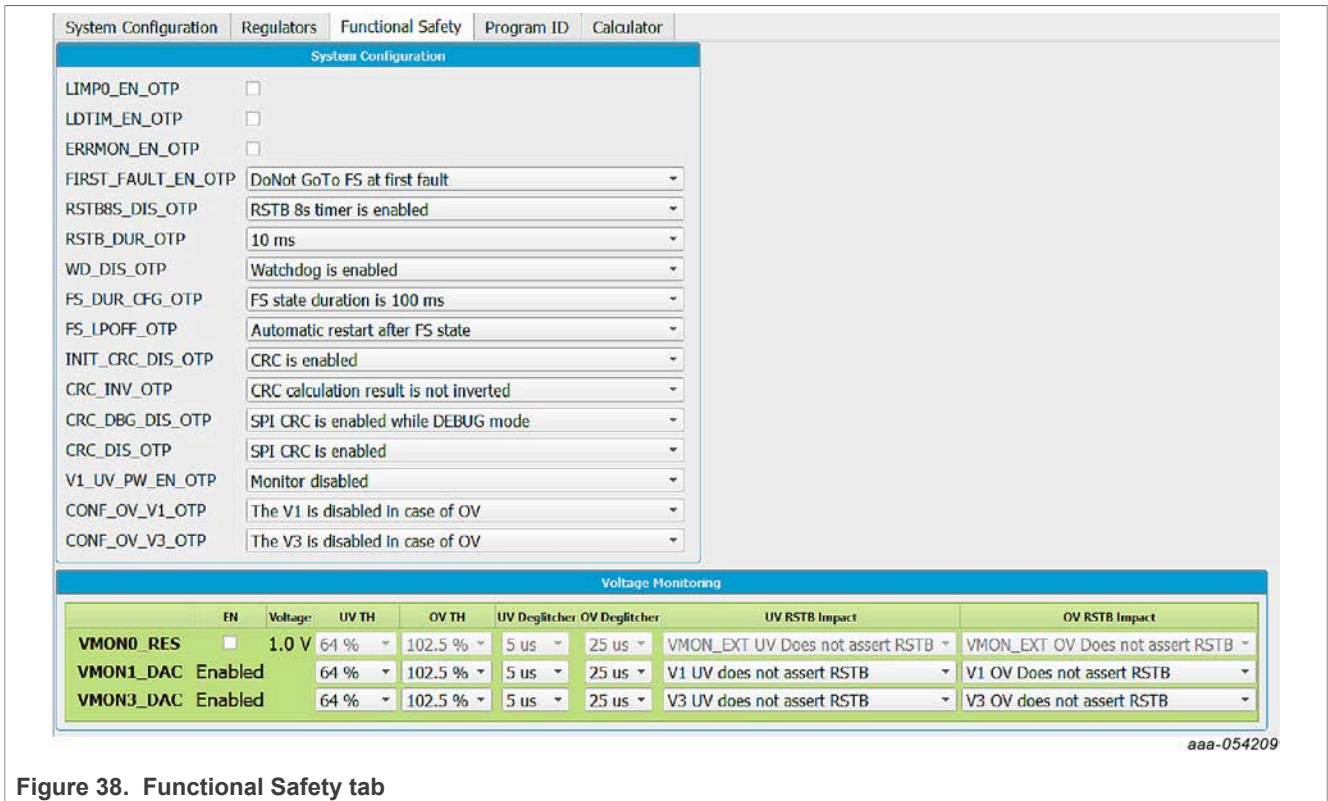 System Configuration Regulators Functional Safety Program ID Calculator
System Configuration
LIMP0_EN_OTP
LDTIM_EN_OTP
ERRMON_EN_OTP
FIRST_FAULT_EN_OTP DoNot GoTo FS at first fault
RSTB8S_DIS_OTP RSTB 8s timer is enabled
RSTB_DUR_OTP 10 ms
WD_DIS_OTP Watchdog is enabled
FS_DUR_CFG_OTP FS state duration is 100 ms
FS_LPOFF_OTP Automatic restart after FS state
INIT_CRC_DIS_OTP CRC is enabled
CRC_INV_OTP CRC calculation result is not inverted
CRC_DBG_DIS_OTP SPI CRC is enabled while DEBUG mode
CRC_DIS_OTP SPI CRC is enabled
V1_UV_PW_EN_OTP Monitor disabled
CONF_OV_V1_OTP The V1 is disabled in case of OV
CONF_OV_V3_OTP The V3 is disabled in case of OV
Voltage Monitoring
EN Voltage UV TH OV TH UV Deglitcher OV Deglitcher UV RSTB Impact OV RSTB Impact
VMON0_RES 1.0 V 64 % 102.5 % 5 us 25 us VMON_EXT UV Does not assert RSTB VMON_EXT OV Does not assert RSTB
VMON1_DAC Enabled 64 % 102.5 % 5 us 25 us V1 UV does not assert RSTB V1 OV Does not assert RSTB
VMON3_DAC Enabled 64 % 102.5 % 5 us 25 us V3 UV does not assert RSTB V3 OV does not assert RSTB
aaa-054209
Figure 38. Functional Safety tab